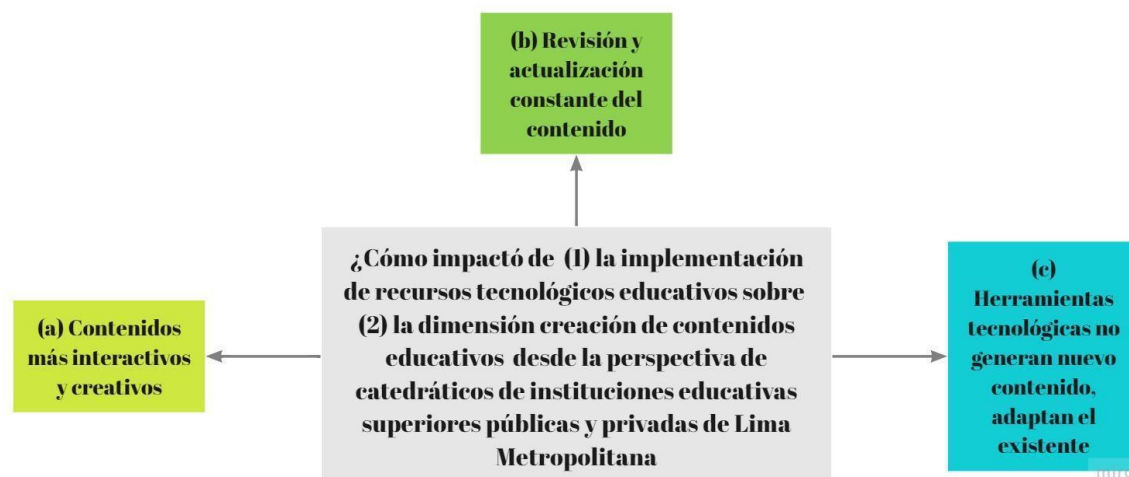 (b) Revisión y
actualización
constante del
contenido
¿Cómo impactó de (1) la implementación
de recursos tecnológicos educativos sobre
(2) la dimensión creación de contenidos
educativos desde la perspectiva de
catedráticos de instituciones educativas
superiores públicas y privadas de Lima
Metropolitana
(a) Contenidos
más interactivos
y creativos
(c)
Herramientas
tecnológicas no
generan nuevo
contenido,
adaptan el
existente